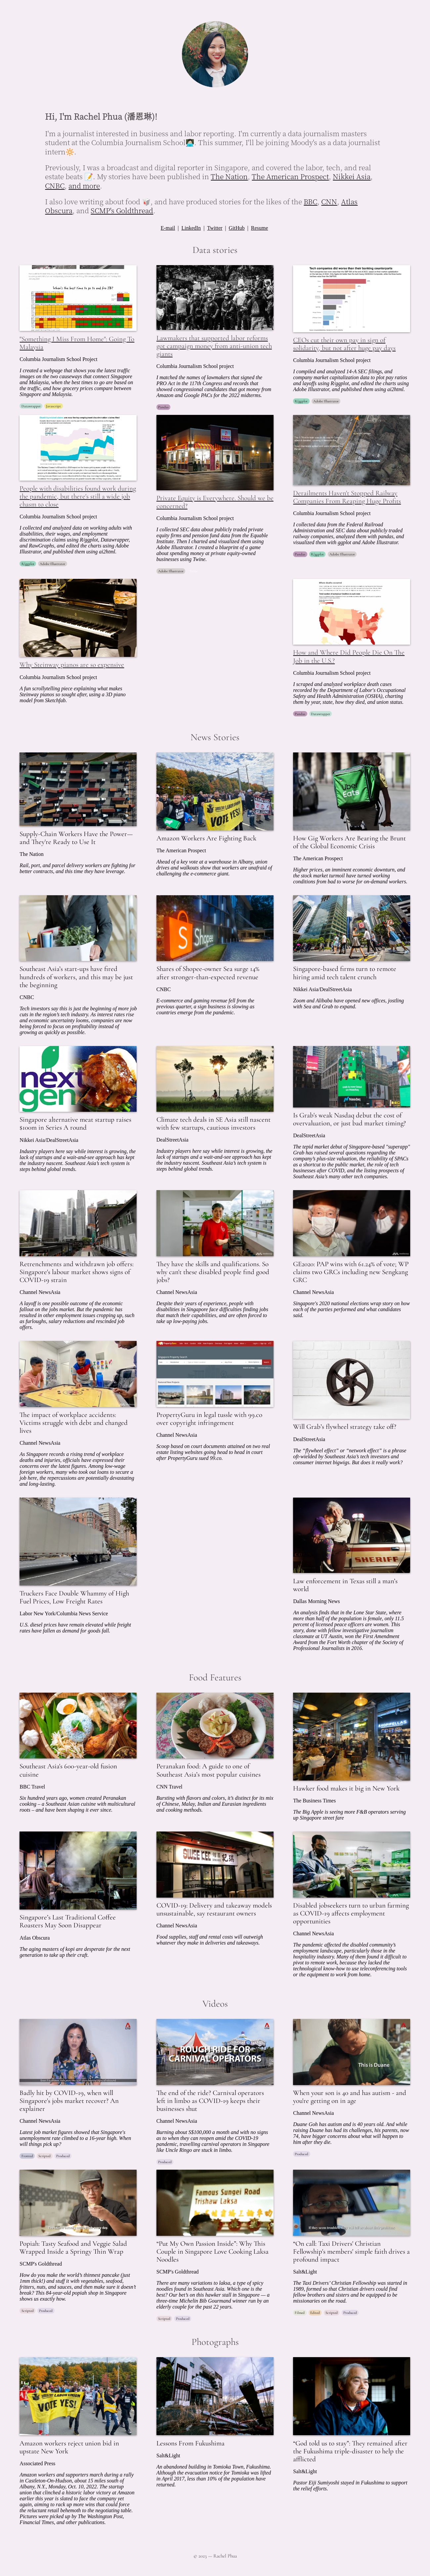 Hi, I'm Rachel Phua (潘恩琳)!
I'm a journalist interested in business and labor reporting. I'm currently a data journalism masters
student at the Columbia Journalism School👩🏻‍💻. This summer, I'll be joining Moody's as a data journalist
intern🔆.
Previously, I was a broadcast and digital reporter in Singapore, and covered the labor, tech, and real
estate beats 📝. My stories have been published in The Nation, The American Prospect, Nikkei Asia,
CNBC, and more.
I also love writing about food 🥡, and have produced stories for the likes of the BBC, CNN, Atlas
Obscura, and SCMP's Goldthread.
E-mail | LinkedIn | Twitter | GitHub | Resume
Data stories
"Something I Miss From Home": Going To
Malaysia
Columbia Journalism School Project
I created a webpage that shows you the latest traffic
images at the two causeways that connect Singapore
and Malaysia, when the best times to go are based on
the traffic, and how grocery prices compare between
Singapore and Malaysia.
Datawrapper Javascript
Lawmakers that supported labor reforms
got campaign money from anti-union tech
giants
Columbia Journalism School project
I matched the names of lawmakers that signed the
PRO Act in the 117th Congress and records that
showed congressional candidates that got money from
Amazon and Google PACs for the 2022 midterms.
Pandas
CEOs cut their own pay in sign of
solidarity, but not after huge pay days
Columbia Journalism School project
I compiled and analyzed 14-A SEC filings, and
company market capitalization data to plot pay ratios
and layoffs using Rggplot, and edited the charts using
Adobe Illustrator, and published them using ai2html.
R/ggplot Adobe Illustrator
People with disabilities found work during
the pandemic, but there's still a wide job
chasm to close
Columbia Journalism School project
I collected and analyzed data on working adults with
disabilities, their wages, and employment
discrimination claims using Rggplot, Datawrapper,
and RawGraphs, edited the charts using Adobe
Illustrator, and published them using ai2html.
R/ggplot Adobe Illustrator
Private Equity is Everywhere. Should we be
concerned?
Columbia Journalism School project
I collected SEC data about publicly traded private
equity firms and pension fund data from the Equable
Institute. Then I charted and visualized them using
Adobe Illustrator. I created a blueprint of a game
about spending money at private equity-owned
businesses using Twine.
Adobe Illustrator
Derailments Haven't Stopped Railway
Companies From Reaping Huge Profits
Columbia Journalism School project
I collected data from the Federal Railroad
Administration and SEC data about publicly traded
railway companies, analyzed them with pandas, and
visualized them with ggplot and Adobe Illustrator.
Pandas R/ggplot Adobe Illustrator
Why Steinway pianos are so expensive
Columbia Journalism School project
A fun scrollytelling piece explaining what makes
Steinway pianos so sought after, using a 3D piano
model from Sketchfab.
How and Where Did People Die On The
Job in the U.S.?
Columbia Journalism School project
I scraped and analyzed workplace death cases
recorded by the Department of Labor's Occupational
Safety and Health Administration (OSHA), charting
them by year, state, how they died, and union status.
Pandas Datawrapper
News Stories
Supply-Chain Workers Have the Power—
and They're Ready to Use It
The Nation
Rail, port, and parcel delivery workers are fighting for
better contracts, and this time they have leverage.
VOTE YES!
Amazon Workers Are Fighting Back
The American Prospect
Ahead of a key vote at a warehouse in Albany, union
drives and walkouts show that workers are unafraid of
challenging the e-commerce grant.
Eats
How Gig Workers Are Bearing the Brunt
of the Global Economic Crisis
The American Prospect
Higher prices, an imminent economic downturn, and
the stock market turmoil have turned working
conditions from bad to worse for on-demand workers.
Southeast Asia's start-ups have fired
hundreds of workers, and this may be just
the beginning
CNBC
Tech investors say this is just the beginning of more job
cuts in the region's tech industry. As interest rates rise
and economic uncertainty looms, companies are now
being forced to focus on profitability instead of
growing as quickly as possible.
Shopee
Shares of Shopee-owner Sea surge 14%
after stronger-than-expected revenue
CNBC
E-commerce and gaming revenue fell from the
previous quarter, a sign business is slowing as
countries emerge from the pandemic.
Singapore-based firms turn to remote
hiring amid tech talent crunch
Nikkei Asia/DealStreetAsia
Zoom and Alibaba have opened new offices, jostling
with Sea and Grab to expand.
next
gen
Singapore alternative meat startup raises
$100m in Series A round
Nikkei Asia/DealStreetAsia
Industry players here say while interest is growing, the
lack of startups and a wait-and-see approach has kept
the industry nascent. Southeast Asia's tech system is
steps behind global trends.
Climate tech deals in SE Asia still nascent
with few startups, cautious investors
DealStreetAsia
Industry players here say while interest is growing, the
lack of startups and a wait-and-see approach has kept
the industry nascent. Southeast Asia's tech system is
steps behind global trends.
Is Grab's weak Nasdaq debut the cost of
overvaluation, or just bad market timing?
DealStreetAsia
The tepid market debut of Singapore-based "superapp"
Grab has raised several questions regarding the
company's pre-IPO valuation, the reliability of SPACs
as a shortcut to the public market, the role of tech
businesses after COVID, and the listing prospects of
Southeast Asia's many other tech companies.
Retrenchments and withdrawn job offers:
Singapore's labour market shows signs of
COVID-19 strain
Channel NewsAsia
A layoff is one possible outcome of the economic
fallout on the job market. But the pandemic has
resulted in other employment issues cropping up, such
as furloughs, salary reductions and rescinded job
offers.
They have the skills and qualifications. So
why can't these disabled people find good
jobs?
Channel NewsAsia
Despite their years of experience, people with
disabilities in Singapore face difficulties finding jobs
that match their capabilities, and are often forced to
take up low-paying jobs.
GE2020: PAP wins with 61.24% of vote; WP
claims two GRCs including new Sengkang
GRC
Channel NewsAsia
Singapore's 2020 national elections wrap story on how
each of the parties performed and what candidates
said.
The impact of workplace accidents:
Victims struggle with debt and changed
lives
Channel NewsAsia
As Singapore records a rising trend of workplace
deaths and injuries, officials have expressed their
concerns over the latest figures. Among low-wage
foreign workers, many who took out loans to secure a
job here, the repercussions are potentially devastating
and long-lasting.
PropertyGuru in legal tussle with 99.co
over copyright infringement
Channel NewsAsia
Scoop based on court documents attained on two real
estate listing websites going head to head in court
after PropertyGuru sued 99.co.
Will Grab's flywheel strategy take off?
DealStreetAsia
The "flywheel effect" or "network effect" is a phrase
oft-wielded by Southeast Asia's tech investors and
consumer internet bigwigs. But does it really work?
Truckers Face Double Whammy of High
Fuel Prices, Low Freight Rates
Labor New York/Columbia News Service
U.S. diesel prices have remain elevated while freight
rates have fallen as demand for goods fall.
SHERIFF
Law enforcement in Texas still a man's
world
Dallas Morning News
An analysis finds that in the Lone Star State, where
more than half of the population is female, only 11.5
percent of licensed peace officers are women. This
story, done with fellow investigative journalism
classmate at UT Austin, won the First Amendment
Award from the Fort Worth chapter of the Society of
Professional Journalists in 2016.
Food Features
Southeast Asia's 600-year-old fusion
cuisine
BBC Travel
Six hundred years ago, women created Peranakan
cooking – a Southeast Asian cuisine with multicultural
roots – and have been shaping it ever since.
Peranakan food: A guide to one of
Southeast Asia's most popular cuisines
CNN Travel
Bursting with flavors and colors, it's distinct for its mix
of Chinese, Malay, Indian and Eurasian ingredients
and cooking methods.
Hawker food makes it big in New York
The Business Times
The Big Apple is seeing more F&B operators serving
up Singapore street fare
Singapore's Last Traditional Coffee
Roasters May Soon Disappear
Atlas Obscura
The aging masters of kopi are desperate for the next
generation to take up their craft.
COVID-19: Delivery and takeaway models
unsustainable, say restaurant owners
Channel NewsAsia
Food supplies, staff and rental costs will outweigh
whatever they make in deliveries and takeaways.
Disabled jobseekers turn to urban farming
as COVID-19 affects employment
opportunities
Channel NewsAsia
The pandemic affected the disabled community's
employment landscape, particularly those in the
hospitality industry. Many of them found it difficult to
pivot to remote work, because they lacked the
technological know-how to use teleconferencing tools
or the equipment to work from home.
Videos
Badly hit by COVID-19, when will
Singapore's jobs market recover? An
explainer
Channel NewsAsia
Latest job market figures showed that Singapore's
unemployment rate climbed to a 16-year high. When
will things pick up?
Scripted Produced
ROUGH RIDE FOR
CARNIVAL OPERATORS
The end of the ride? Carnival operators
left in limbo as COVID-19 keeps their
businesses shut
Channel NewsAsia
Burning about S$100,000 a month and with no signs
as to when they can reopen amid the COVID-19
pandemic, travelling carnival operators in Singapore
like Uncle Ringo are stuck in limbo.
Produced
This is Duane
When your son is 40 and has autism - and
you're getting on in age
Channel NewsAsia
Duane Goh has autism and is 40 years old. And while
raising Duane has had its challenges, his parents, now
74, have bigger concerns about what will happen to
him after they die.
Produced
Popiah: Tasty Seafood and Veggie Salad
Wrapped Inside a Springy Thin Wrap
SCMP's Goldthread
How do you make the world's thinnest pancake (just
1mm thick!) and stuff it with vegetables, seafood,
fritters, nuts, and sauces, then make sure it doesn't
break? This 84-year-old popiah shop in Singapore
shows us exactly how.
Scripted Produced
Famous Sungei Road
Trishaw Laksa
"Put My Own Passion Inside": Why This
Couple in Singapore Love Cooking Laksa
Noodles
SCMP's Goldthread
There are many variations to laksa, a type of spicy
noodles found in Southeast Asia. Which one is the
best? Our bet's on this hawker stall in Singapore — a
three-time Michelin Bib Gourmand winner run by an
elderly couple for the past 22 years.
Scripted Produced
"On call: Taxi Drivers' Christian
Fellowship's members' simple faith drives a
profound impact
Salt&Light
The Taxi Drivers' Christian Fellowship was started in
1989, formed so that Christian drivers could find
fellow brothers and sisters and be equipped to be
missionaries on the road.
Filmed Edited Scripted Produced
Photographs
VOTE YES!
Amazon workers reject union bid in
upstate New York
Associated Press
Amazon workers and supporters march during a rally
in Castleton-On-Hudson, about 15 miles south of
Albany, N.Y., Monday, Oct. 10, 2022. The startup
union that clinched a historic labor victory at Amazon
earlier this year is slated to face the company yet
again, aiming to rack up more wins that could force
the reluctant retail behemoth to the negotiating table.
Pictures were picked up by The Washington Post,
Financial Times, and other publications.
Lessons From Fukushima
Salt&Light
An abandoned building in Tomioka Town, Fukushima.
Although the evacuation notice for Tomioka was lifted
in April 2017, less than 10% of the population have
returned.
"God told us to stay": They remained after
the Fukushima triple-disaster to help the
afflicted
Salt&Light
Pastor Eiji Sumiyoshi stayed in Fukushima to support
the relief efforts.
© 2023 — Rachel Phua